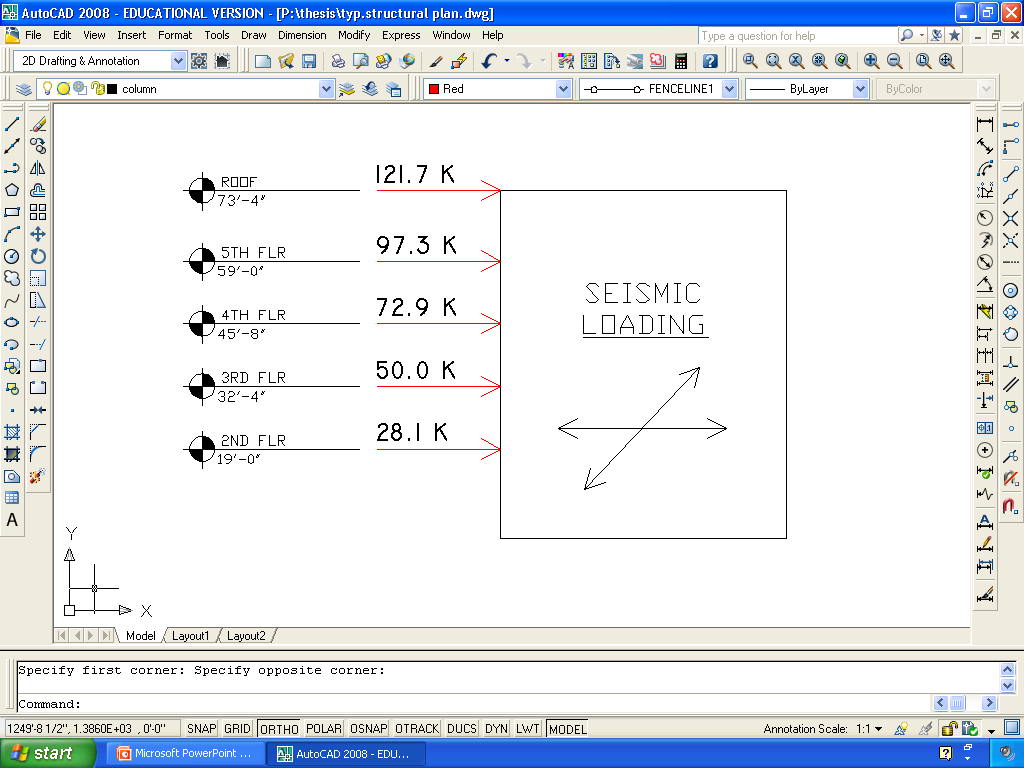 AutoCAD 2008 - EDUCATIONAL VERSION - [P:\thesis\typ.structural plan.dwg]
File Edit View Insert Format Tools Draw Dimension Modify Express Window Help
Type a question for help
2D Drafting & Annotation
column
Red
FENCELINE1
ByLayer
ByColor
ROOF
73'-4"
121.7 K
5TH FLR
59'-0"
97.3 K
4TH FLR
45'-8"
72.9 K
3RD FLR
32'-4"
50.0 K
2ND FLR
19'-0"
28.1 K
SEISMIC
LOADING
Y
X
A
Model Layout1 Layout2
Specify first corner: Specify opposite corner:
Command:
1249'-8 1/2", 1.3860E+03 , 0'-0" SNAP GRID ORTHO POLAR OSNAP OTRACK DUCS DYN LWT MODEL Annotation Scale: 1:1
start Microsoft PowerPoint ... AutoCAD 2008 - EDU...